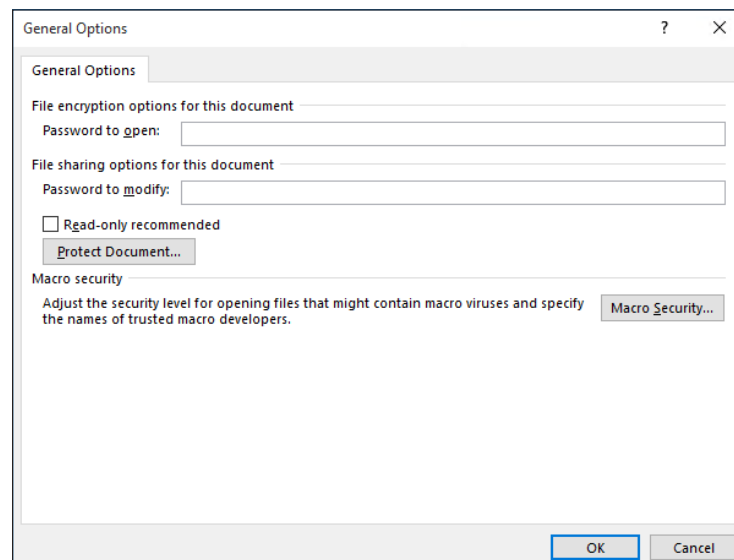 General Options
General Options
File encryption options for this document
Password to open:
File sharing options for this document
Password to modify:
Read-only recommended
Protect Document...
Macro security
Adjust the security level for opening files that might contain macro viruses and specify
the names of trusted macro developers.
Macro Security...
OK
Cancel